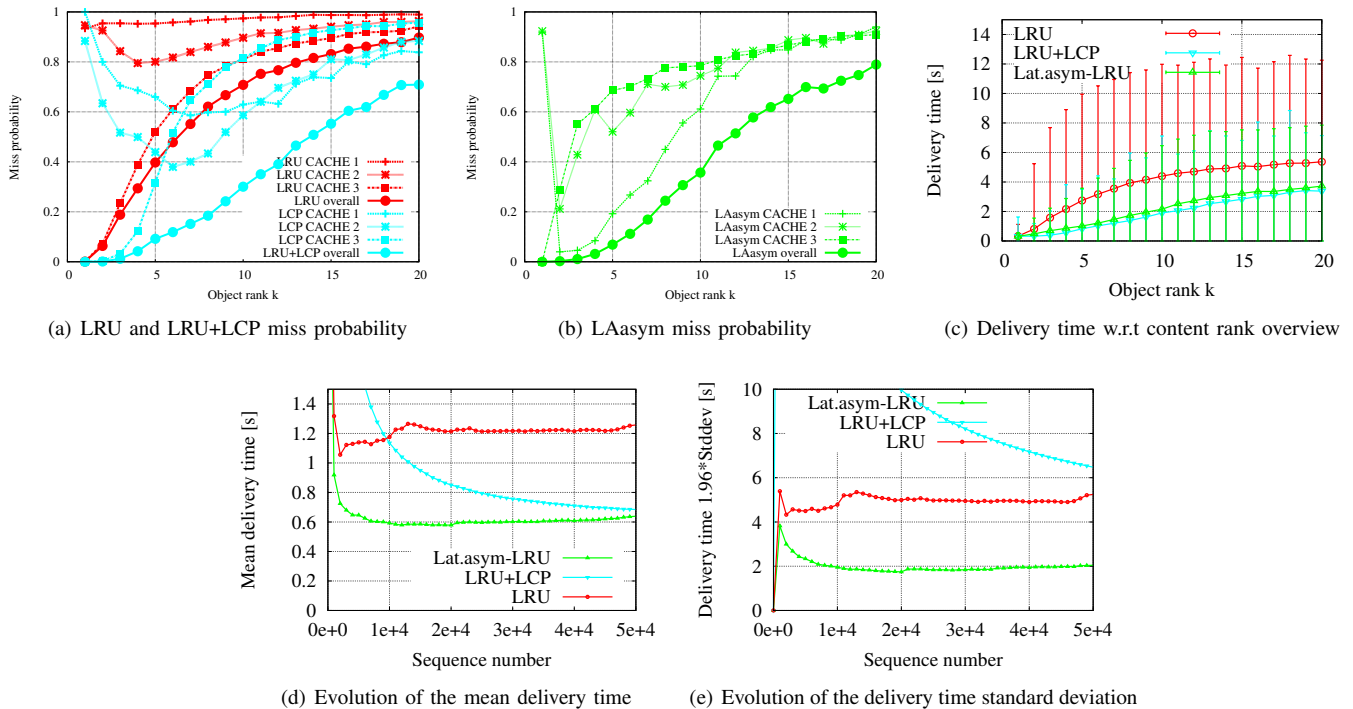 1
0.8
0.6
0.4
0.2
0
Miss probability
0 5 10 15 20
Object rank k
LRU CACHE 1
LRU CACHE 2
LRU CACHE 3
LRU overall
LCP CACHE 1
LCP CACHE 2
LCP CACHE 3
LRU+LCP overall
(a) LRU and LRU+LCP miss probability
1
0.8
0.6
0.4
0.2
0
Miss probability
0 5 10 15 20
Object rank k
LAasym CACHE 1
LAasym CACHE 2
LAasym CACHE 3
LAasym overall
(b) LAasym miss probability
14
12
10
8
6
4
2
0
Delivery time [s]
0 5 10 15 20
Object rank k
LRU
LRU+LCP
Lat.asym-LRU
(c) Delivery time w.r.t content rank overview
1.4
1.2
1
0.8
0.6
0.4
0.2
0
Mean delivery time [s]
0e+0 1e+4 2e+4 3e+4 4e+4 5e+4
Sequence number
Lat.asym-LRU
LRU+LCP
LRU
(d) Evolution of the mean delivery time
10
8
6
4
2
0
Delivery time 1.96*Stddev [s]
0e+0 1e+4 2e+4 3e+4 4e+4 5e+4
Sequence number
Lat.asym-LRU
LRU+LCP
LRU
(e) Evolution of the delivery time standard deviation